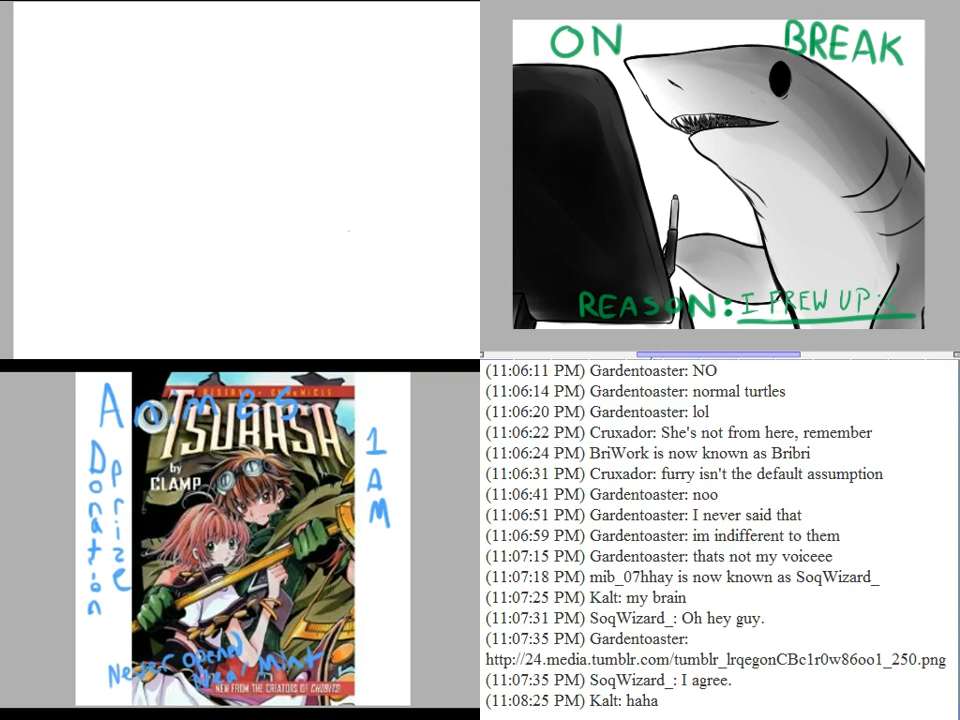 ON BREAK
REASON: I FREW UP :<
Animes
RESERVoir CHRoNICLE
TSUBASA
by
CLAMP
1 AM
Donation
prize
Never opened
Near Mint
NEW FROM THE CREATORS OF CHOBITS!
(11:06:11 PM) Gardentoaster: NO
(11:06:14 PM) Gardentoaster: normal turtles
(11:06:20 PM) Gardentoaster: lol
(11:06:22 PM) Cruxador: She's not from here, remember
(11:06:24 PM) BriWork is now known as Bribri
(11:06:31 PM) Cruxador: furry isn't the default assumption
(11:06:41 PM) Gardentoaster: noo
(11:06:51 PM) Gardentoaster: I never said that
(11:06:59 PM) Gardentoaster: im indifferent to them
(11:07:15 PM) Gardentoaster: thats not my voiceee
(11:07:18 PM) mib_07hhay is now known as SoqWizard_
(11:07:25 PM) Kalt: my brain
(11:07:31 PM) SoqWizard_: Oh hey guy.
(11:07:35 PM) Gardentoaster:
http://24.media.tumblr.com/tumblr_lrqegonCBc1r0w86oo1_250.png
(11:07:35 PM) SoqWizard_: I agree.
(11:08:25 PM) Kalt: haha